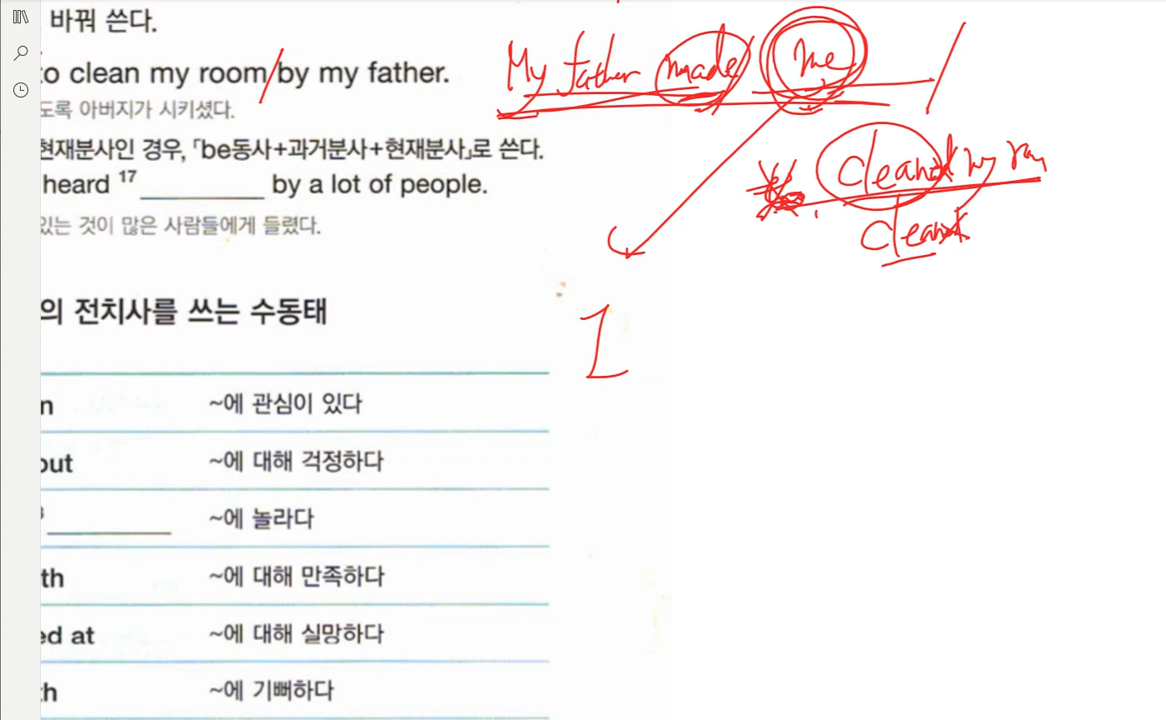 바꿔 쓴다.
My father made me
to clean my room/by my father.
도록 아버지가 시키셨다.
현재분사인 경우, 「be동사+과거분사+현재분사」로 쓴다.
clean my
heard 17 __________ by a lot of people.
있는 것이 많은 사람들에게 들렸다.
clean
의 전치사를 쓰는 수동태
I
n ~에 관심이 있다
out ~에 대해 걱정하다
__________ ~에 놀라다
th ~에 대해 만족하다
ed at ~에 대해 실망하다
th ~에 기뻐하다